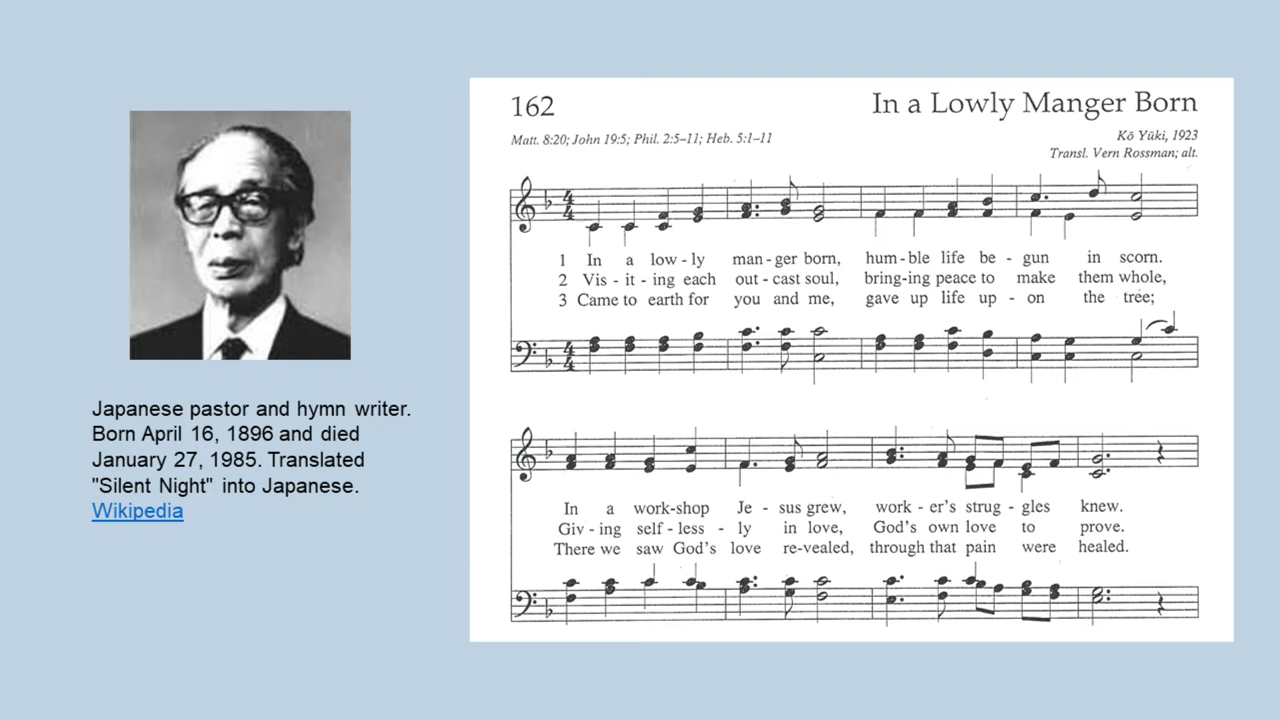 Japanese pastor and hymn writer.
Born April 16, 1896 and died
January 27, 1985. Translated
"Silent Night" into Japanese.
Wikipedia
162
In a Lowly Manger Born
Matt. 8:20; John 19:5; Phil. 2:5–11; Heb. 5:1–11
Kō Yūki, 1923
Transl. Vern Rossman; alt.
4
4
1 In a low - ly man - ger born, hum - ble life be - gun in scorn.
2 Vis - it - ing each out - cast soul, bring-ing peace to make them whole,
3 Came to earth for you and me, gave up life up - on the tree;
4
4
In a work-shop Je - sus grew, work - er's strug - gles knew.
Giv - ing self - less - ly in love, God's own love to prove.
There we saw God's love re-vealed, through that pain were healed.